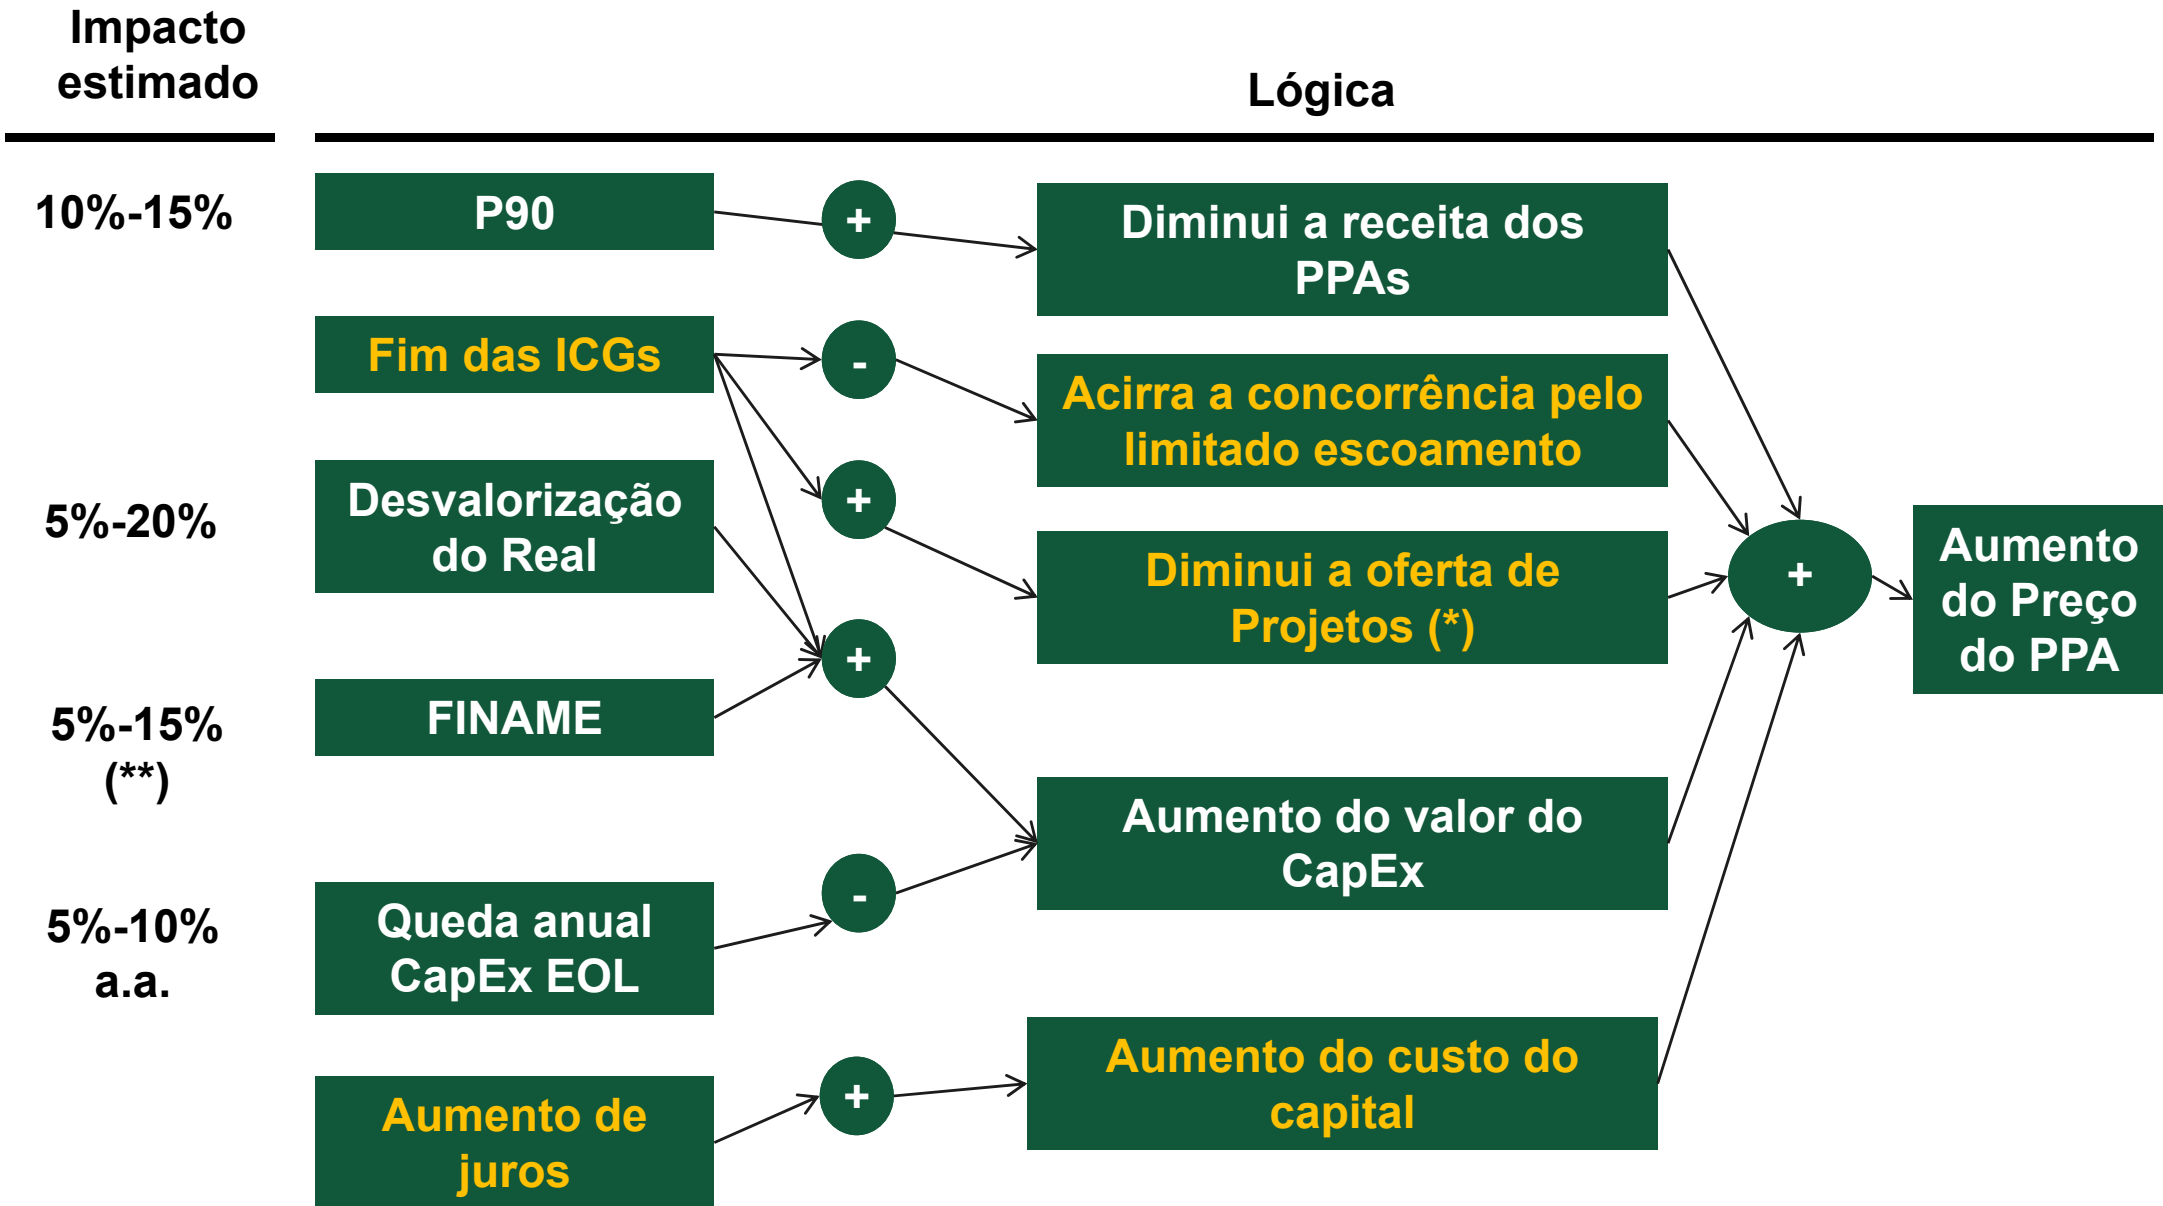 Impacto
estimado
Lógica
10%-15%
P90
+
Diminui a receita dos
PPAs
Fim das ICGs
-
Acirra a concorrência pelo
limitado escoamento
5%-20%
Desvalorização
do Real
+
Diminui a oferta de
Projetos (*)
+
Aumento
do Preço
do PPA
5%-15%
(**)
FINAME
+
Aumento do valor do
CapEx
5%-10%
a.a.
Queda anual
CapEx EOL
-
Aumento de
juros
+
Aumento do custo do
capital